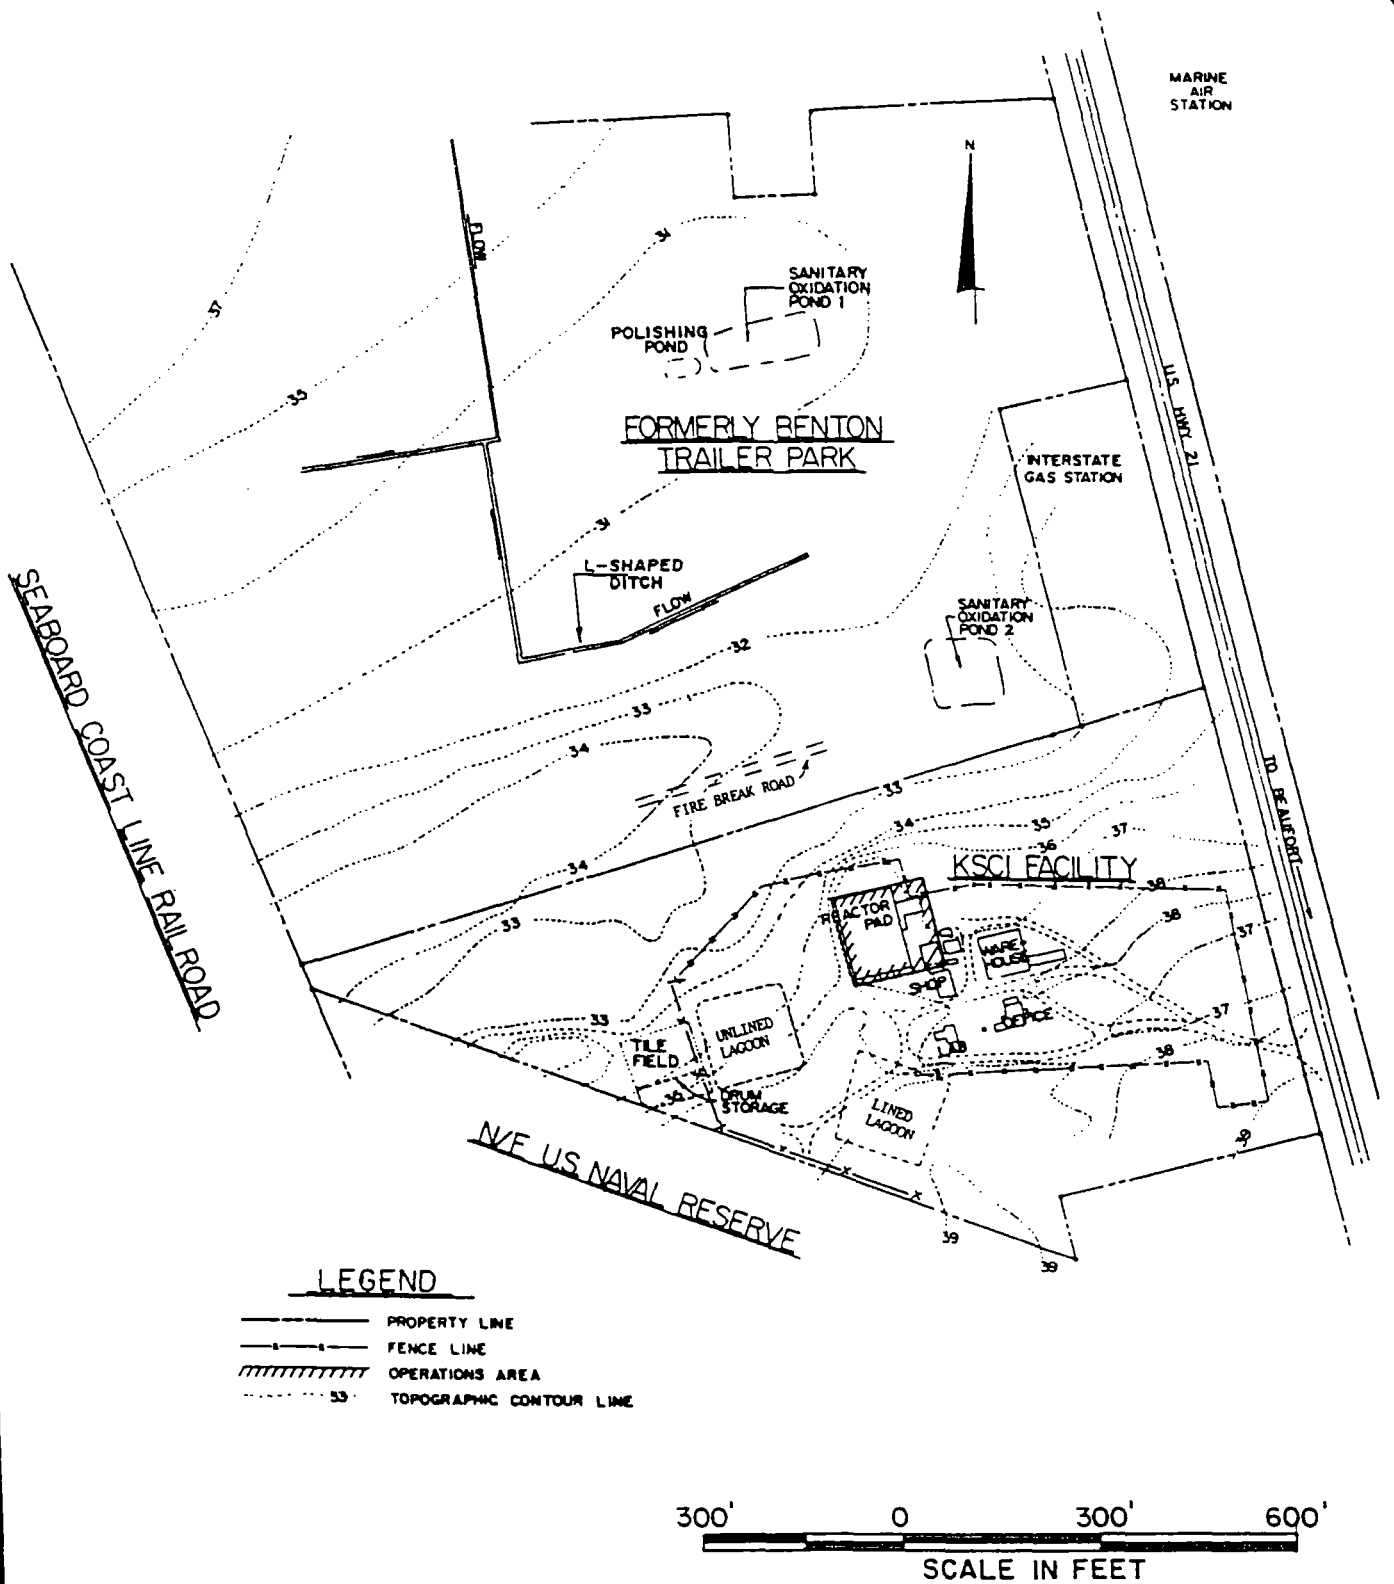 MARINE
AIR
STATION
N
FLOW
31
SANITARY
OXIDATION
POND 1
37
POLISHING
POND
U.S. HWY 21
35
FORMERLY BENTON
TRAILER PARK
INTERSTATE
GAS STATION
31
L-SHAPED
DITCH
FLOW
SANITARY
OXIDATION
POND 2
SEABOARD COAST LINE RAILROAD
32
33
34
FIRE BREAK ROAD
TO BEAUFORT
33
34
35
37
36
34
KSCI FACILITY
38
33
REACTOR
PAD
38
37
WARE-
HOUSE
SHOP
33
UNLINED
LAGOON
OFFICE
37
TILE
FIELD
LAB
38
DRUM
STORAGE
LINED
LAGOON
N/F U.S. NAVAL RESERVE
39
39
LEGEND
PROPERTY LINE
FENCE LINE
OPERATIONS AREA
33
TOPOGRAPHIC CONTOUR LINE
300' 0 300' 600'
SCALE IN FEET